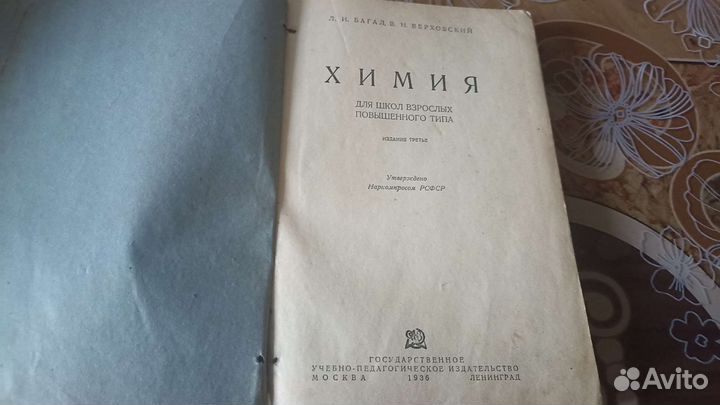 Л. И. БАГАЛ, В. Н. ВЕРХОВСКИЙ
ХИМИЯ
ДЛЯ ШКОЛ ВЗРОСЛЫХ
ПОВЫШЕННОГО ТИПА
ИЗДАНИЕ ТРЕТЬЕ
Утверждено
Наркомпросом РСФСР
ГОСУДАРСТВЕННОЕ
УЧЕБНО-ПЕДАГОГИЧЕСКОЕ ИЗДАТЕЛЬСТВО
МОСКВА 1936 ЛЕНИНГРАД
Avito